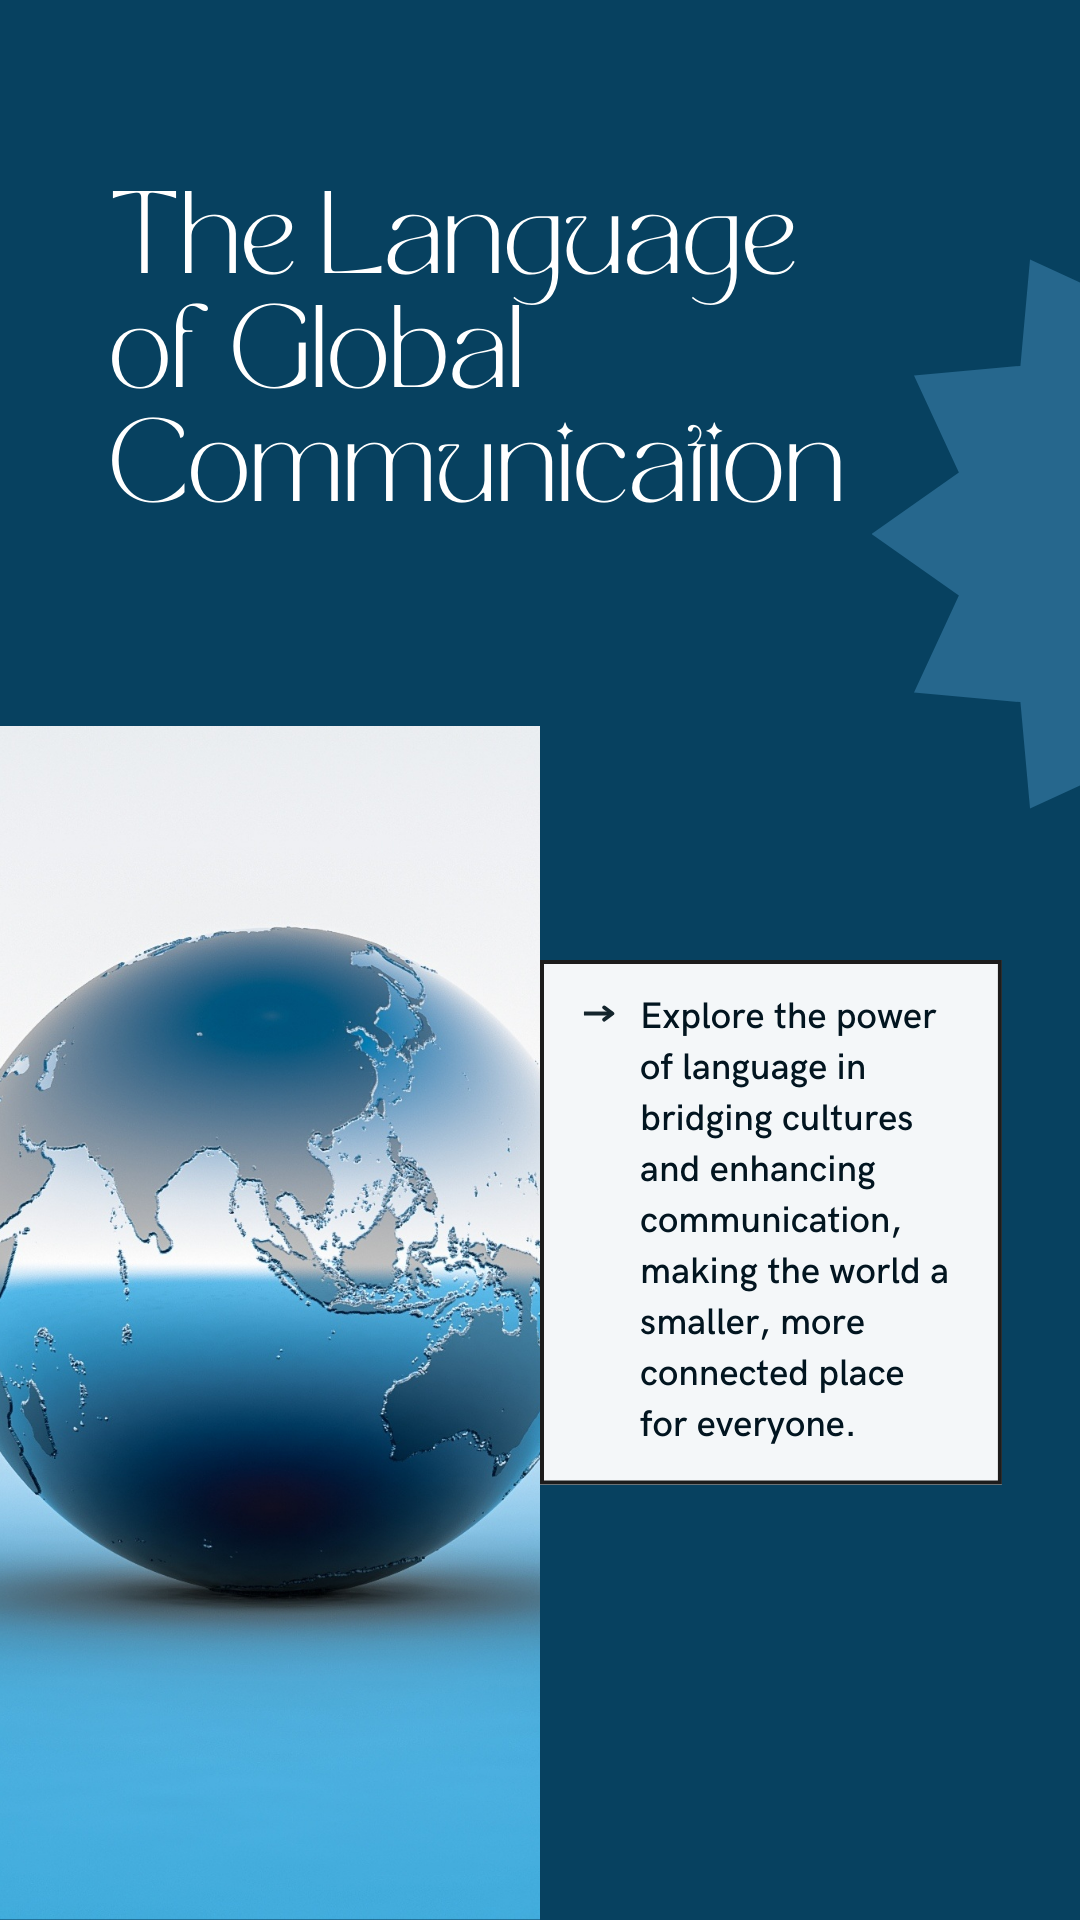 The Language
of Global
Communication
→ Explore the power
of language in
bridging cultures
and enhancing
communication,
making the world a
smaller, more
connected place
for everyone.